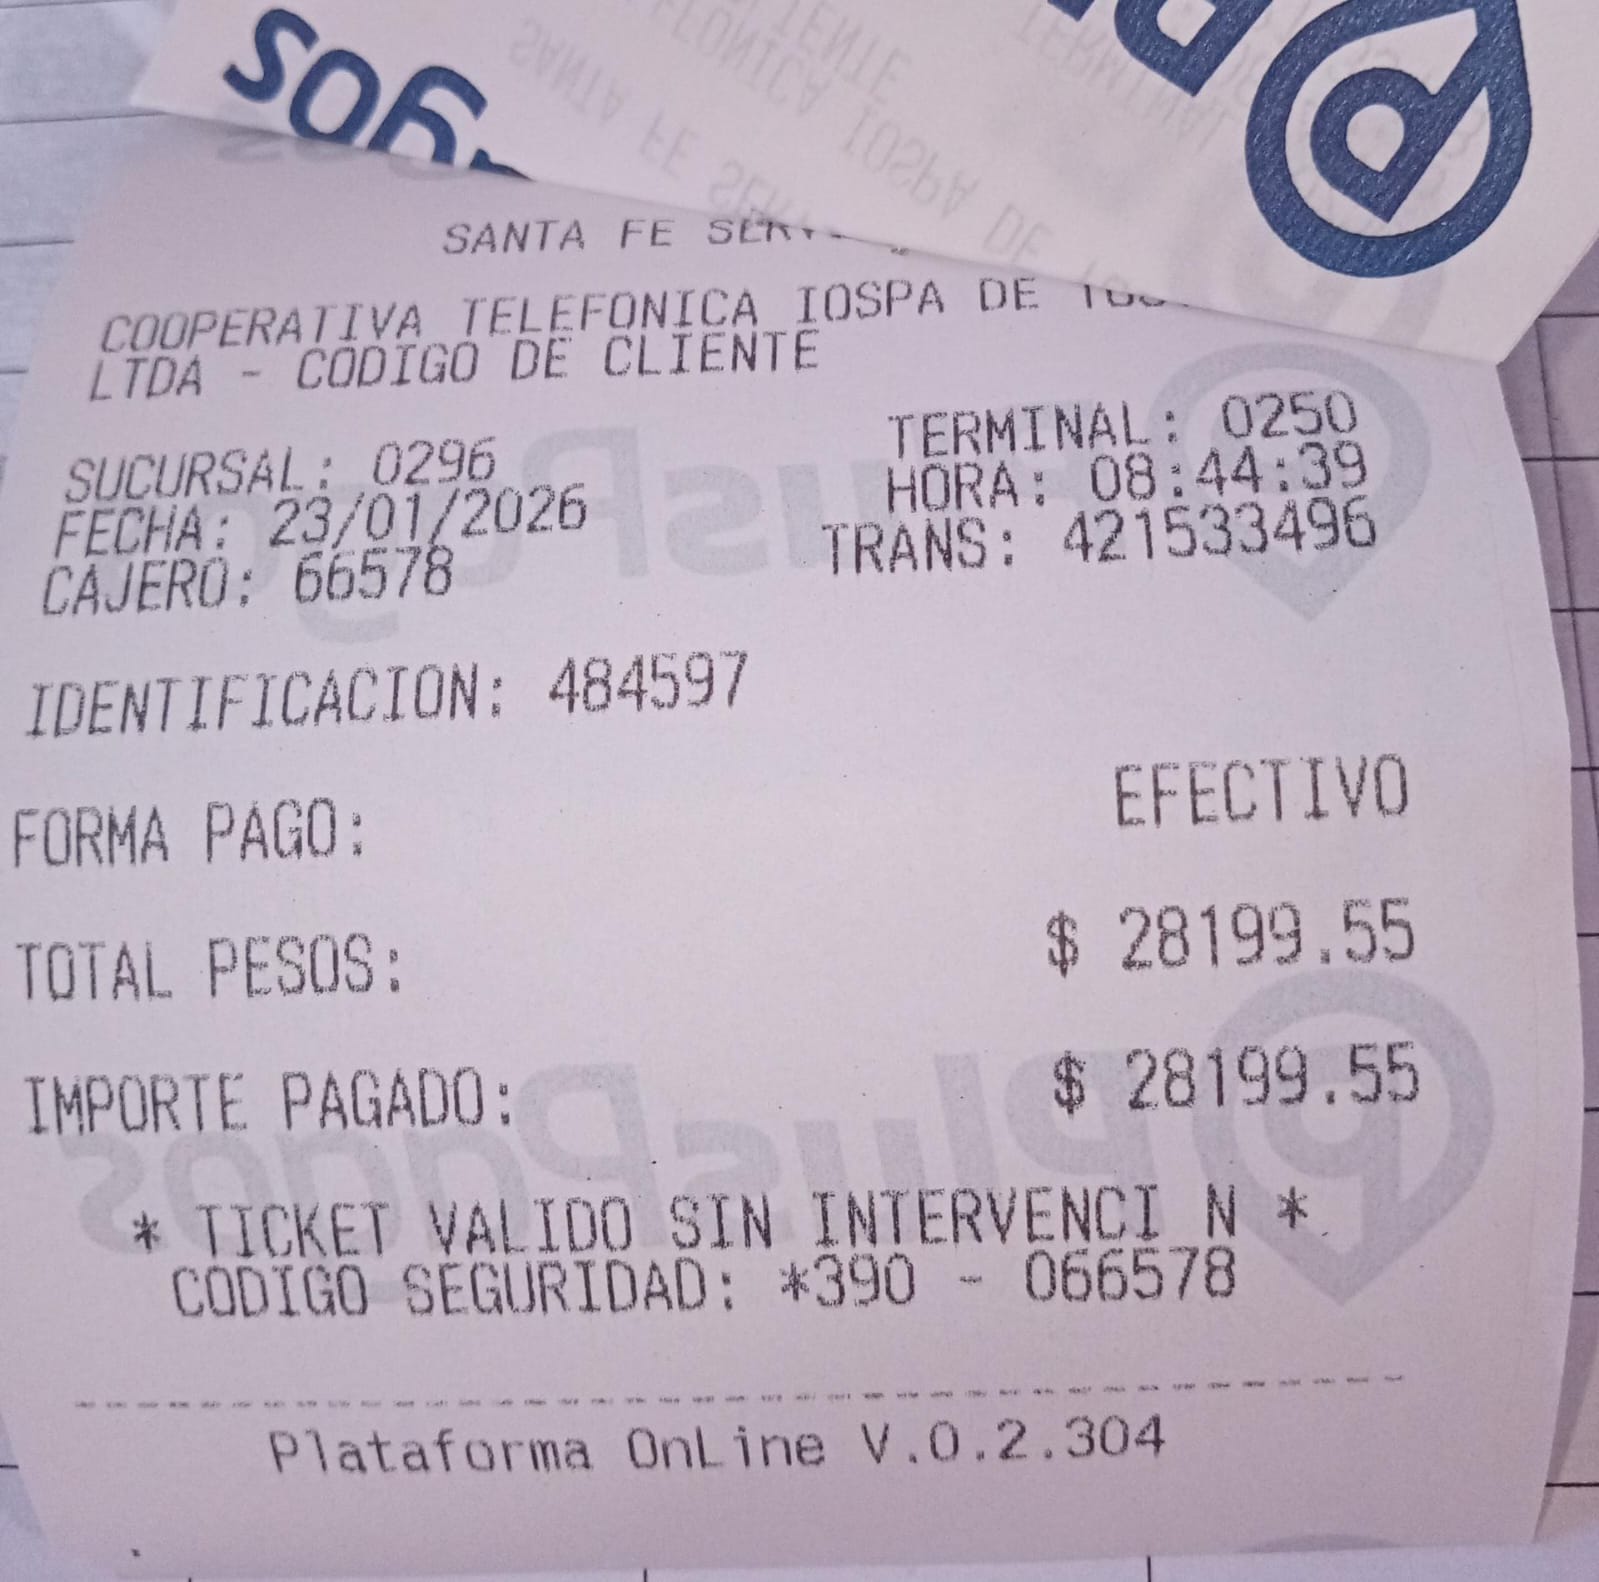 SANTA FE
COOPERATIVA TELEFONICA IOSPA DE
LTDA - CODIGO DE CLIENTE
SUCURSAL: 0296 TERMINAL: 0250
FECHA: 23/01/2026 HORA: 08:44:39
CAJERO: 66578 TRANS: 421533496
IDENTIFICACION: 484597
FORMA PAGO: EFECTIVO
TOTAL PESOS: $ 28199.55
IMPORTE PAGADO: $ 28199.55
* TICKET VALIDO SIN INTERVENCI N *
CODIGO SEGURIDAD: *390 - 066578
Plataforma OnLine V.0.2.304
PlusPagos